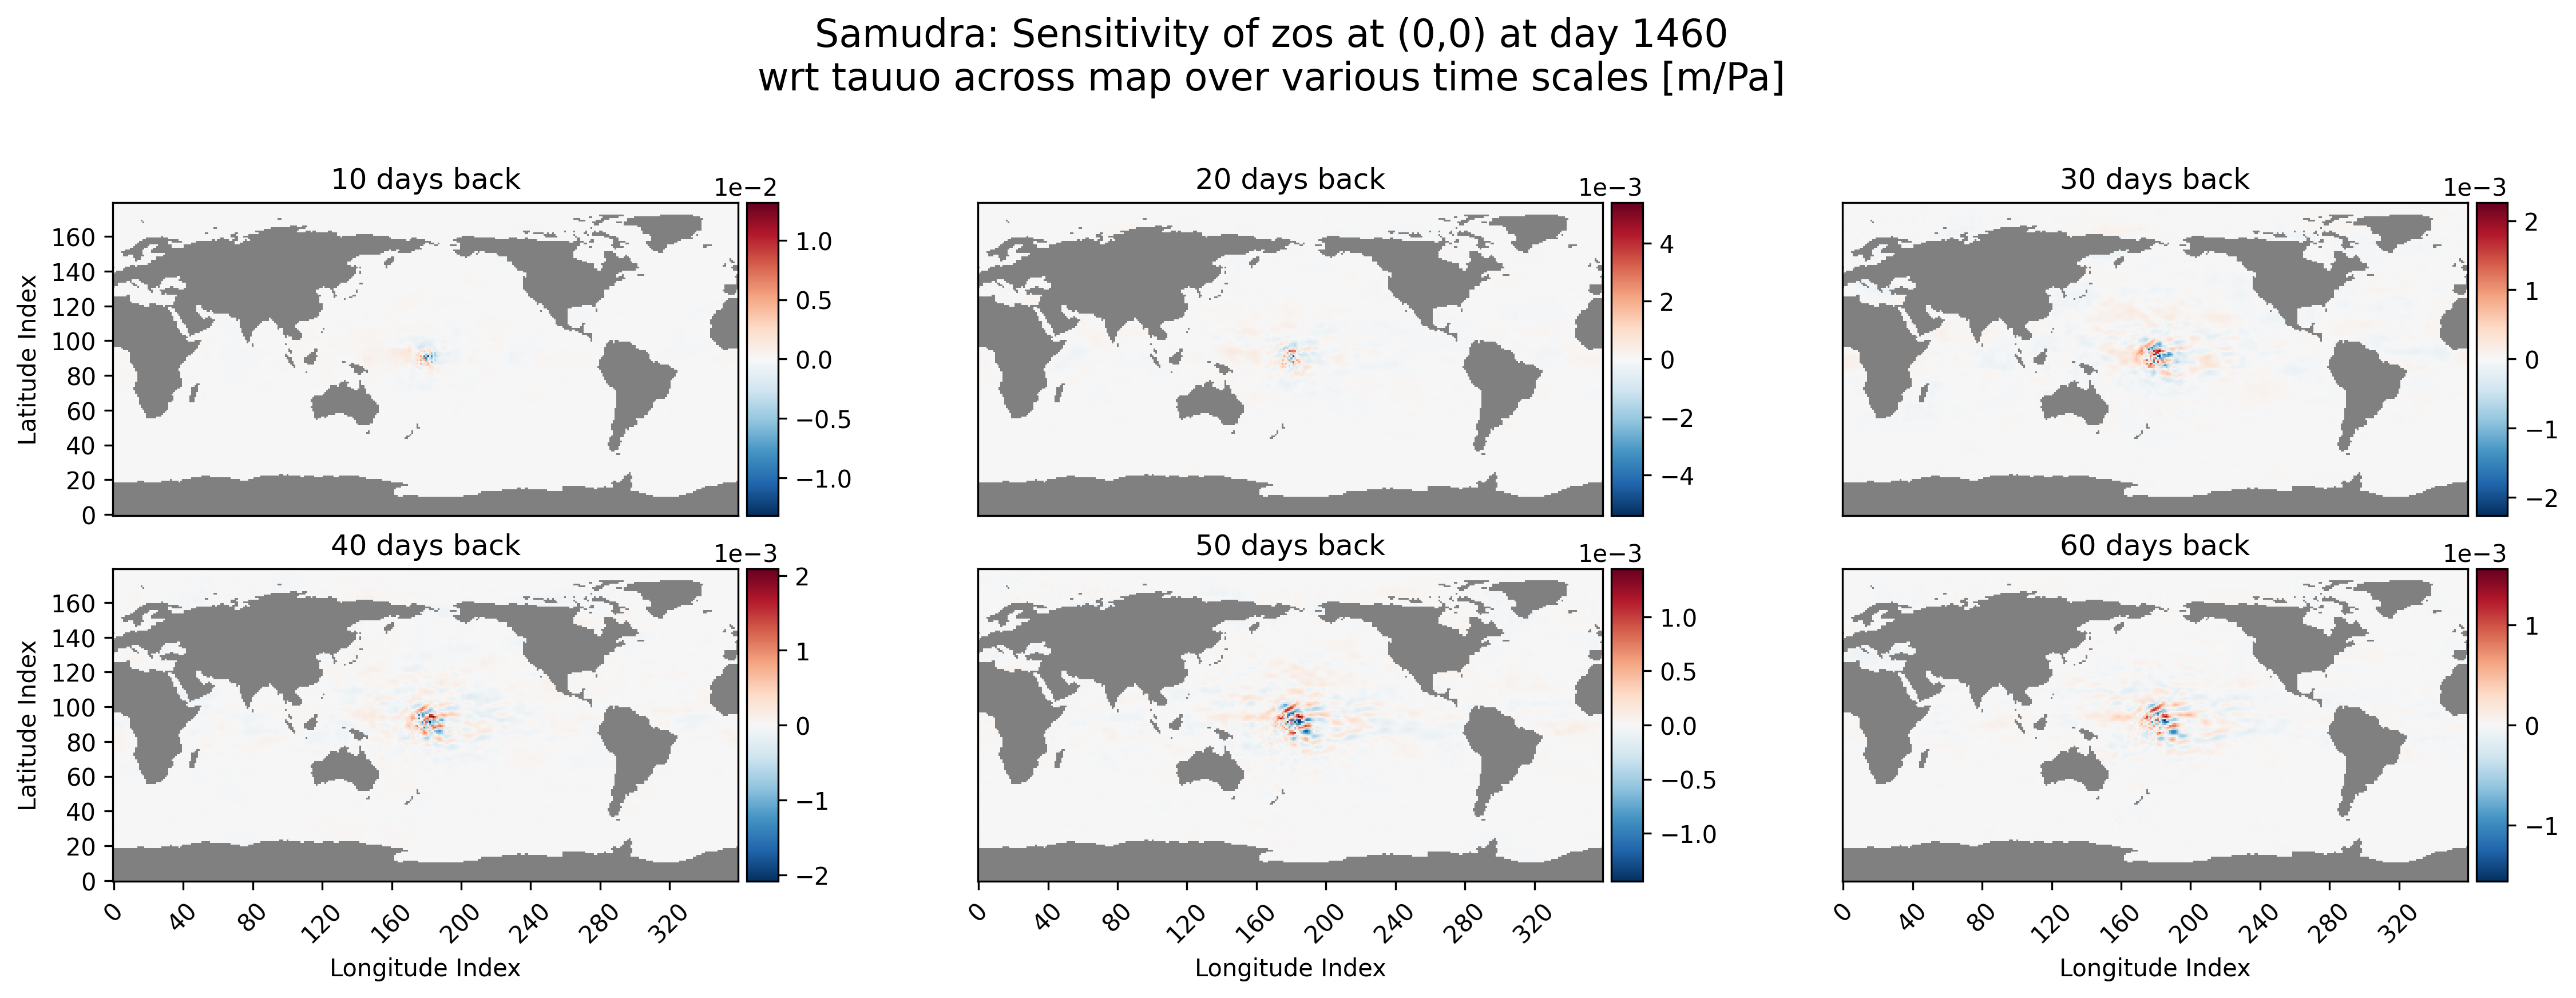 Samudra: Sensitivity of zos at (0,0) at day 1460
wrt tauuo across map over various time scales [m/Pa]
10 days back
1e−2
20 days back
1e−3
30 days back
1e−3
Latitude Index
160
140
120
100
80
60
40
20
0
1.0
0.5
0.0
−0.5
−1.0
4
2
0
−2
−4
2
1
0
−1
−2
40 days back
1e−3
50 days back
1e−3
60 days back
1e−3
Latitude Index
160
140
120
100
80
60
40
20
0
2
1
0
−1
−2
1.0
0.5
0.0
−0.5
−1.0
1
0
−1
0 40 80 120 160 200 240 280 320
0 40 80 120 160 200 240 280 320
0 40 80 120 160 200 240 280 320
Longitude Index
Longitude Index
Longitude Index